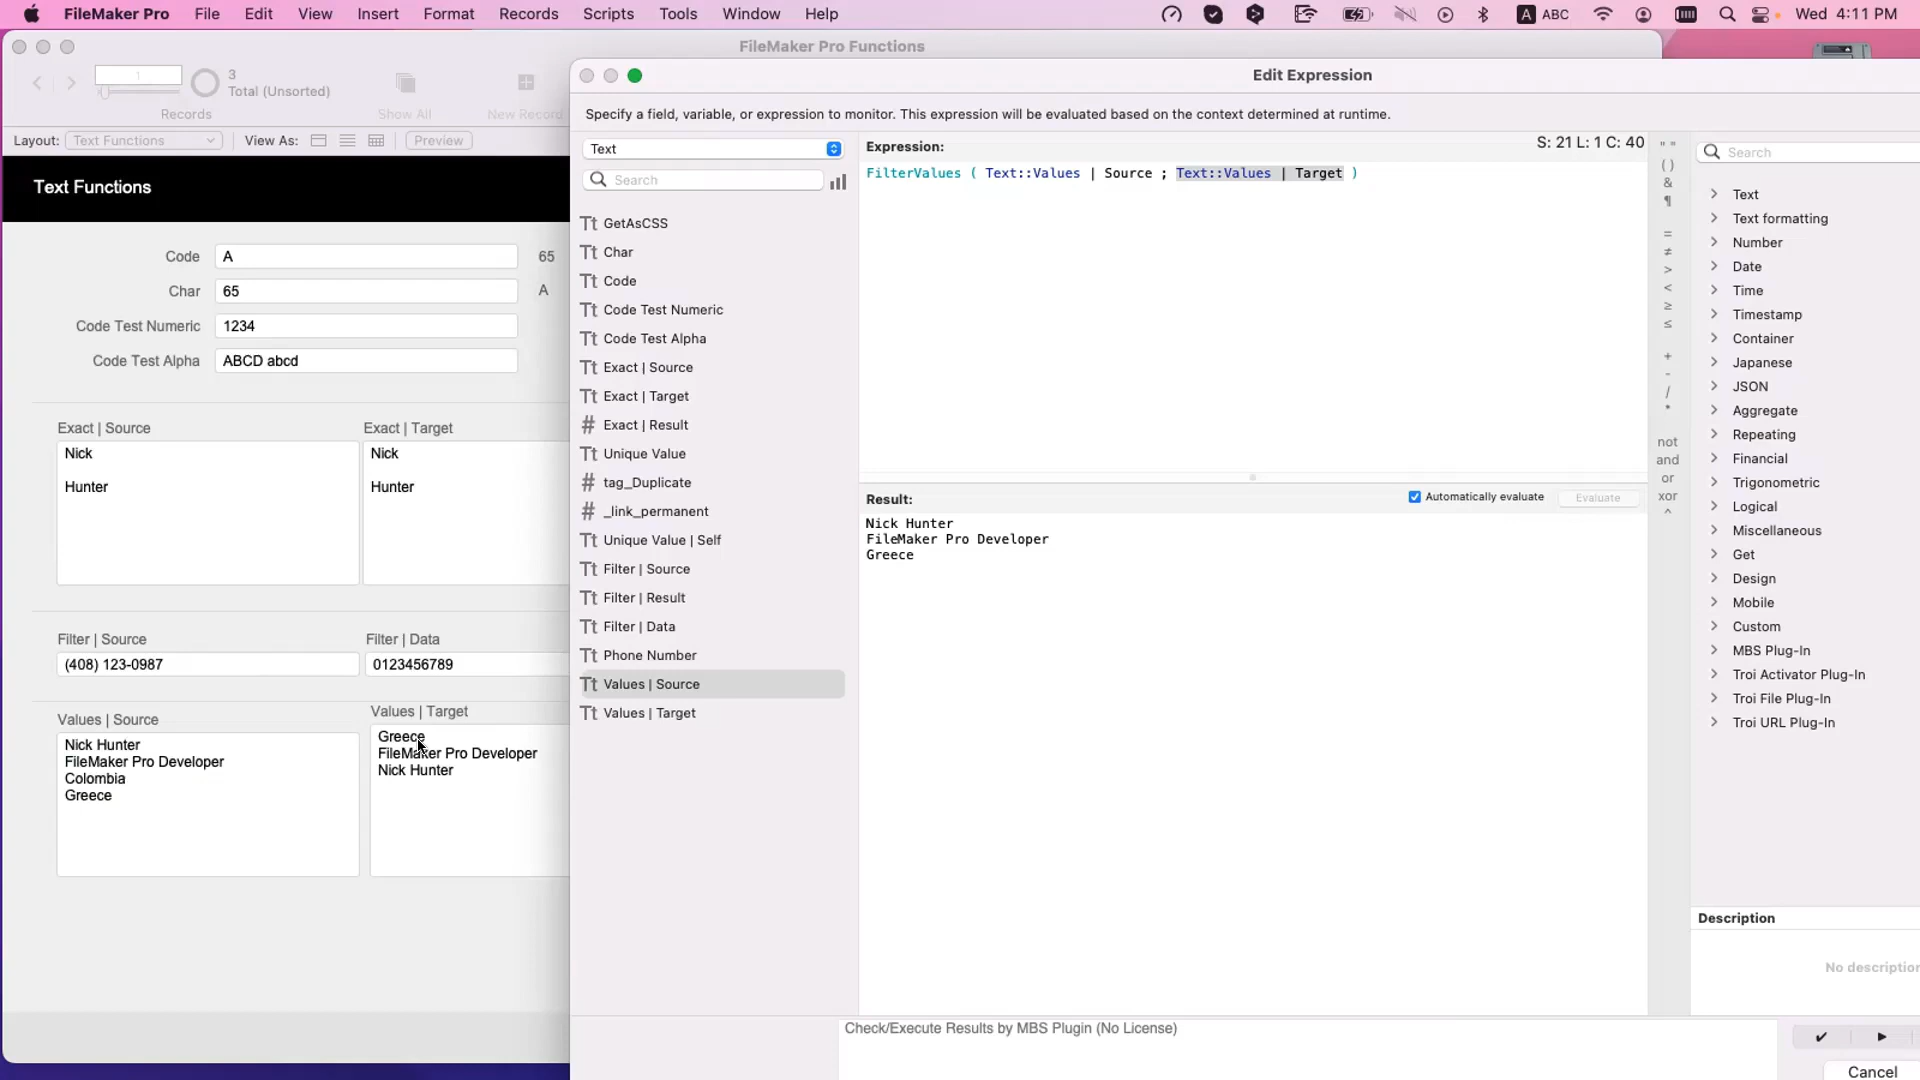 FileMaker Pro File Edit View Insert Format Records Scripts Tools Window Help A ABC Wed 4:11 PM
FileMaker Pro Functions
1
3
Total (Unsorted)
Records
Show All
New Record
Layout: Text Functions View As: Preview
Text Functions
Code A 65
Char 65 A
Code Test Numeric 1234
Code Test Alpha ABCD abcd
Exact | Source Exact | Target
Nick Nick
Hunter Hunter
Filter | Source Filter | Data
(408) 123-0987 0123456789
Values | Source Values | Target
Nick Hunter
FileMaker Pro Developer
Colombia
Greece
Greece
FileMaker Pro Developer
Nick Hunter
Edit Expression
Specify a field, variable, or expression to monitor. This expression will be evaluated based on the context determined at runtime.
Text
Search
GetAsCSS
Char
Code
Code Test Numeric
Code Test Alpha
Exact | Source
Exact | Target
Exact | Result
Unique Value
tag_Duplicate
_link_permanent
Unique Value | Self
Filter | Source
Filter | Result
Filter | Data
Phone Number
Values | Source
Values | Target
Expression: S: 21 L: 1 C: 40
FilterValues ( Text::Values | Source ; Text::Values | Target )
Result: Automatically evaluate Evaluate
Nick Hunter
FileMaker Pro Developer
Greece
" "
( )
&
¶
=
≠
>
<
≥
≤
+
-
/
*
not
and
or
xor
^
Search
Text
Text formatting
Number
Date
Time
Timestamp
Container
Japanese
JSON
Aggregate
Repeating
Financial
Trigonometric
Logical
Miscellaneous
Get
Design
Mobile
Custom
MBS Plug-In
Troi Activator Plug-In
Troi File Plug-In
Troi URL Plug-In
Description
No description
Check/Execute Results by MBS Plugin (No License)
Cancel